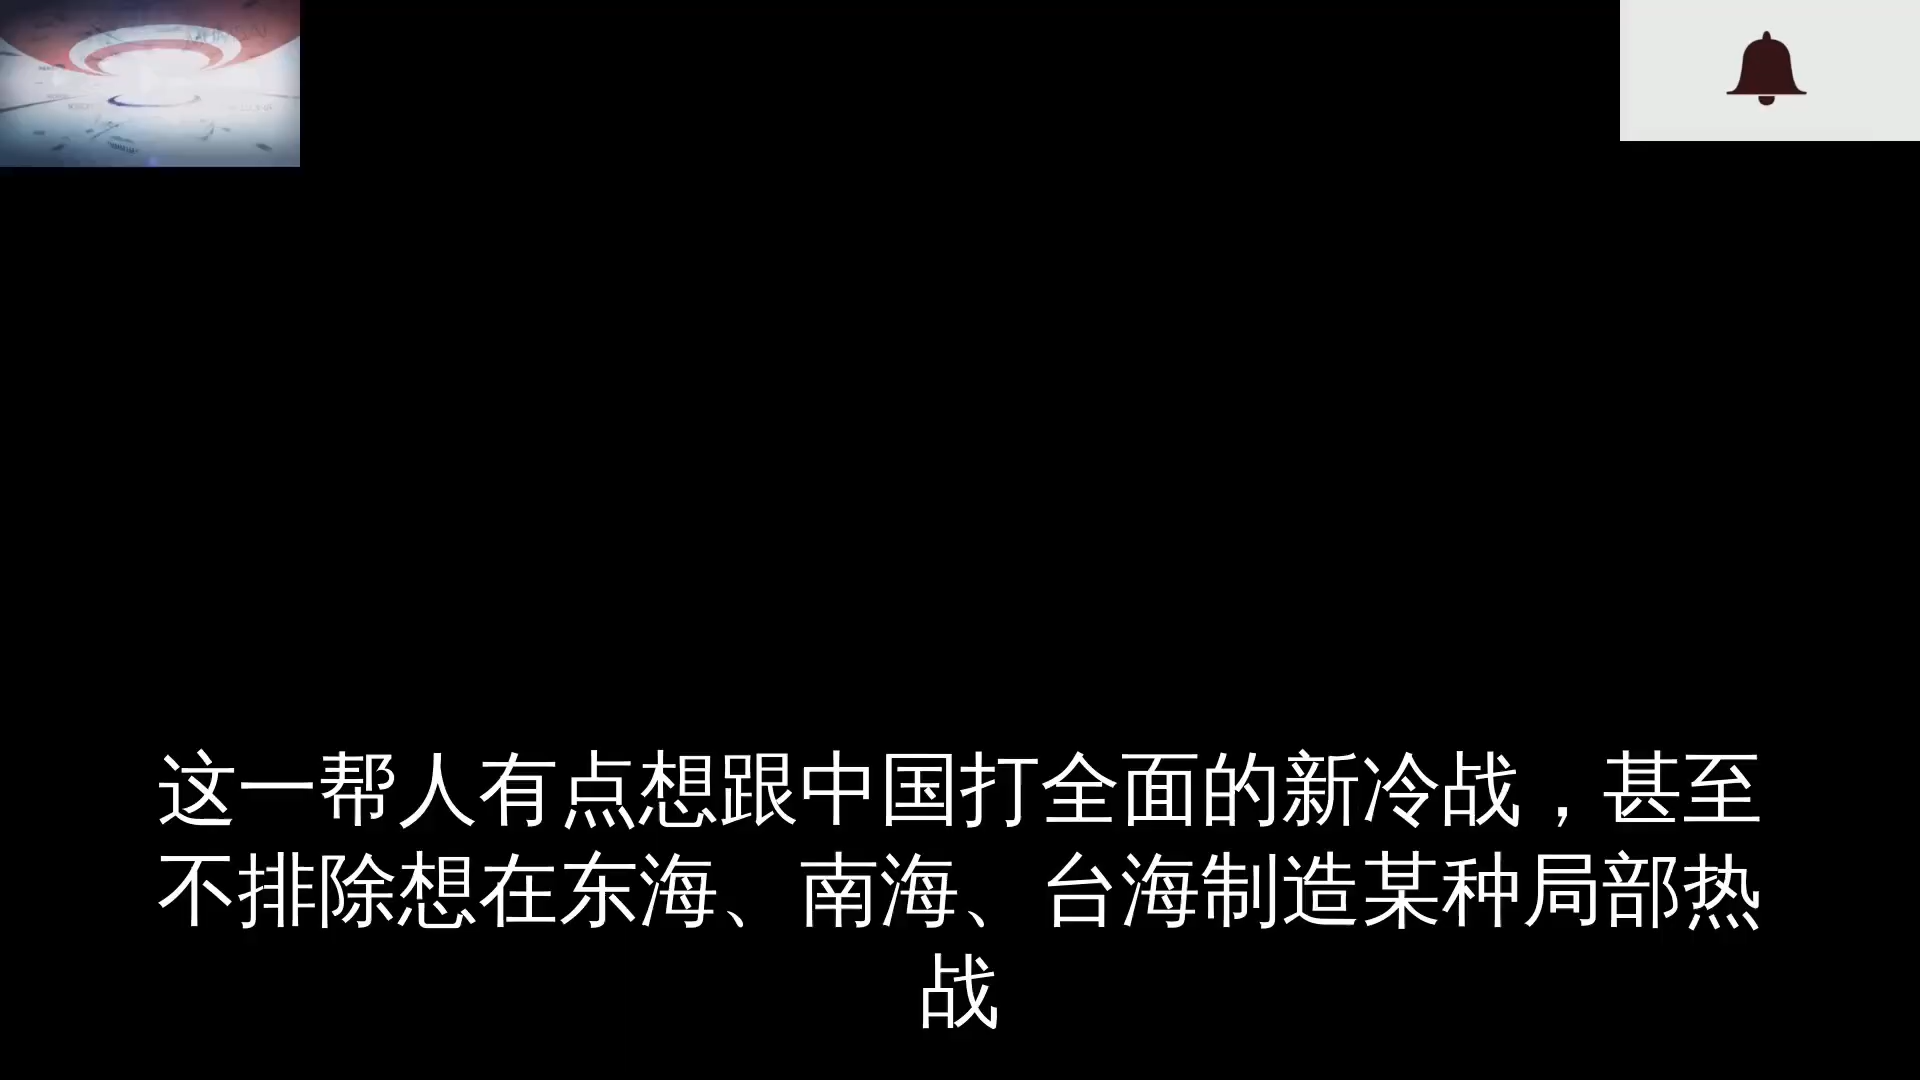 这一帮人有点想跟中国打全面的新冷战，甚至
不排除想在东海、南海、台海制造某种局部热
战